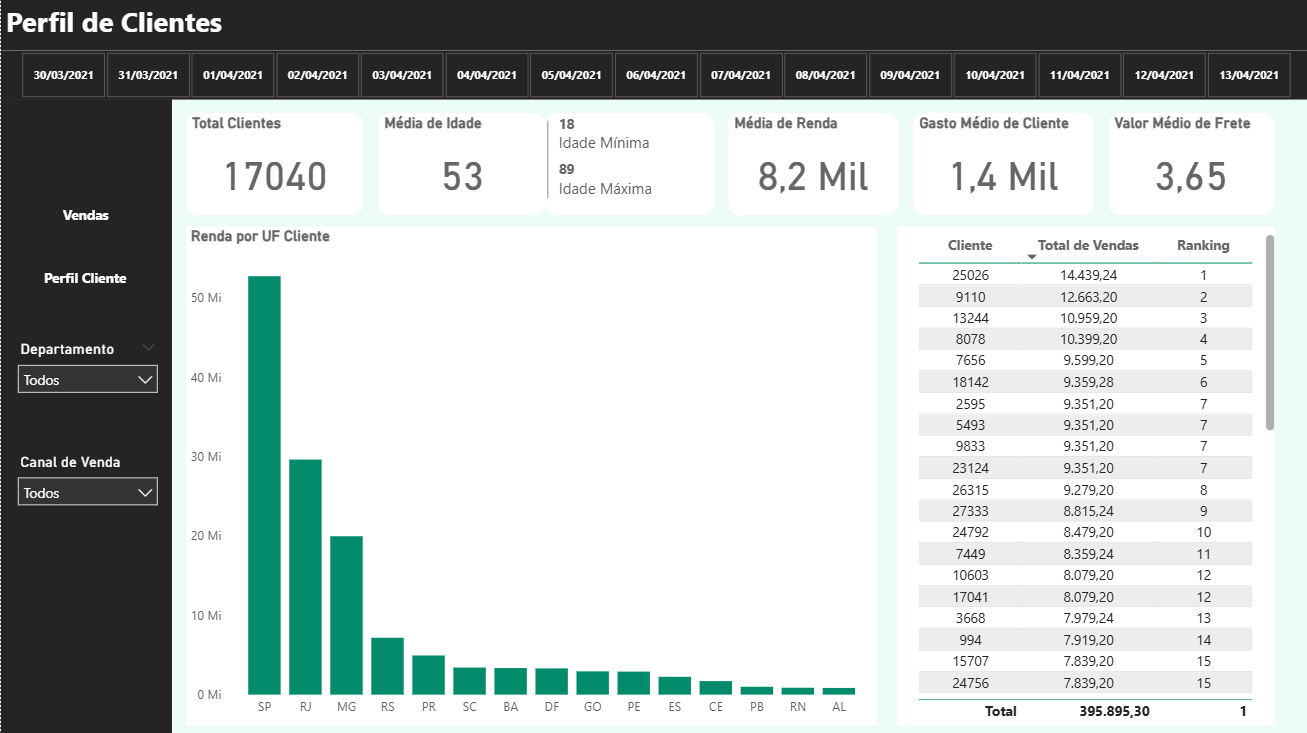 Perfil de Clientes
30/03/2021 31/03/2021 01/04/2021 02/04/2021 03/04/2021 04/04/2021 05/04/2021 06/04/2021 07/04/2021 08/04/2021 09/04/2021 10/04/2021 11/04/2021 12/04/2021 13/04/2021
Vendas
Perfil Cliente
Departamento
Todos
Canal de Venda
Todos
Total Clientes
17040
Média de Idade
53
18
Idade Mínima
89
Idade Máxima
Média de Renda
8,2 Mil
Gasto Médio de Cliente
1,4 Mil
Valor Médio de Frete
3,65
Renda por UF Cliente
50 Mi
40 Mi
30 Mi
20 Mi
10 Mi
0 Mi
SP RJ MG RS PR SC BA DF GO PE ES CE PB RN AL
Cliente Total de Vendas Ranking
25026 14.439,24 1
9110 12.663,20 2
13244 10.959,20 3
8078 10.399,20 4
7656 9.599,20 5
18142 9.359,28 6
2595 9.351,20 7
5493 9.351,20 7
9833 9.351,20 7
23124 9.351,20 7
26315 9.279,20 8
27333 8.815,24 9
24792 8.479,20 10
7449 8.359,24 11
10603 8.079,20 12
17041 8.079,20 12
3668 7.979,24 13
994 7.919,20 14
15707 7.839,20 15
24756 7.839,20 15
Total 395.895,30 1